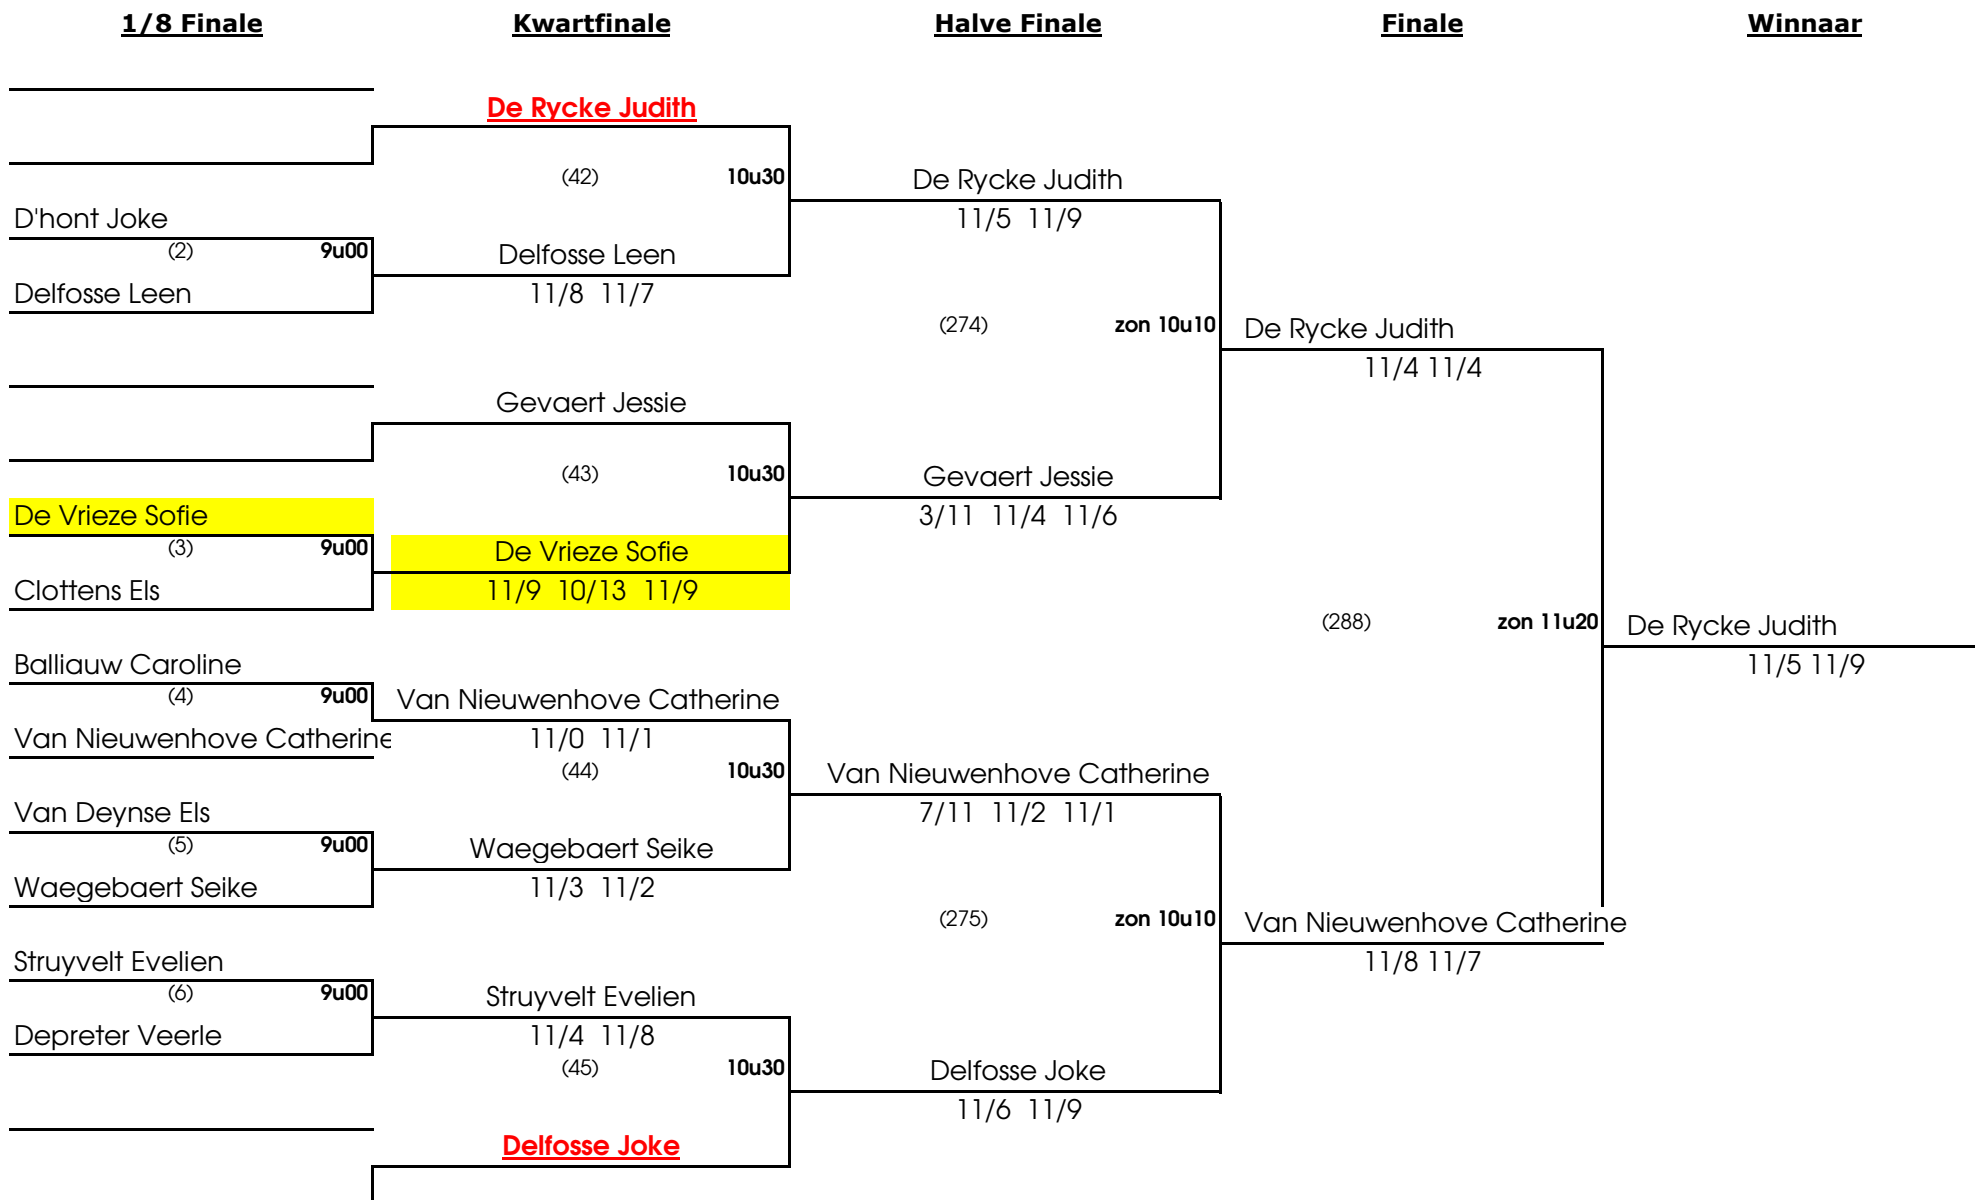 1/8 Finale Kwartfinale Halve Finale Finale Winnaar
De Rycke Judith
(42) 10u30 De Rycke Judith
D'hont Joke 11/5 11/9
(2) 9u00 Delfosse Leen
Delfosse Leen 11/8 11/7
(274) zon 10u10 De Rycke Judith
11/4 11/4
Gevaert Jessie
(43) 10u30 Gevaert Jessie
De Vrieze Sofie 3/11 11/4 11/6
(3) 9u00 De Vrieze Sofie
Clottens Els 11/9 10/13 11/9
(288) zon 11u20 De Rycke Judith
Balliauw Caroline 11/5 11/9
(4) 9u00 Van Nieuwenhove Catherine
Van Nieuwenhove Catherine 11/0 11/1
(44) 10u30 Van Nieuwenhove Catherine
Van Deynse Els 7/11 11/2 11/1
(5) 9u00 Waegebaert Seike
Waegebaert Seike 11/3 11/2
(275) zon 10u10 Van Nieuwenhove Catherine
Struyvelt Evelien 11/8 11/7
(6) 9u00 Struyvelt Evelien
Depreter Veerle 11/4 11/8
(45) 10u30 Delfosse Joke
11/6 11/9
Delfosse Joke